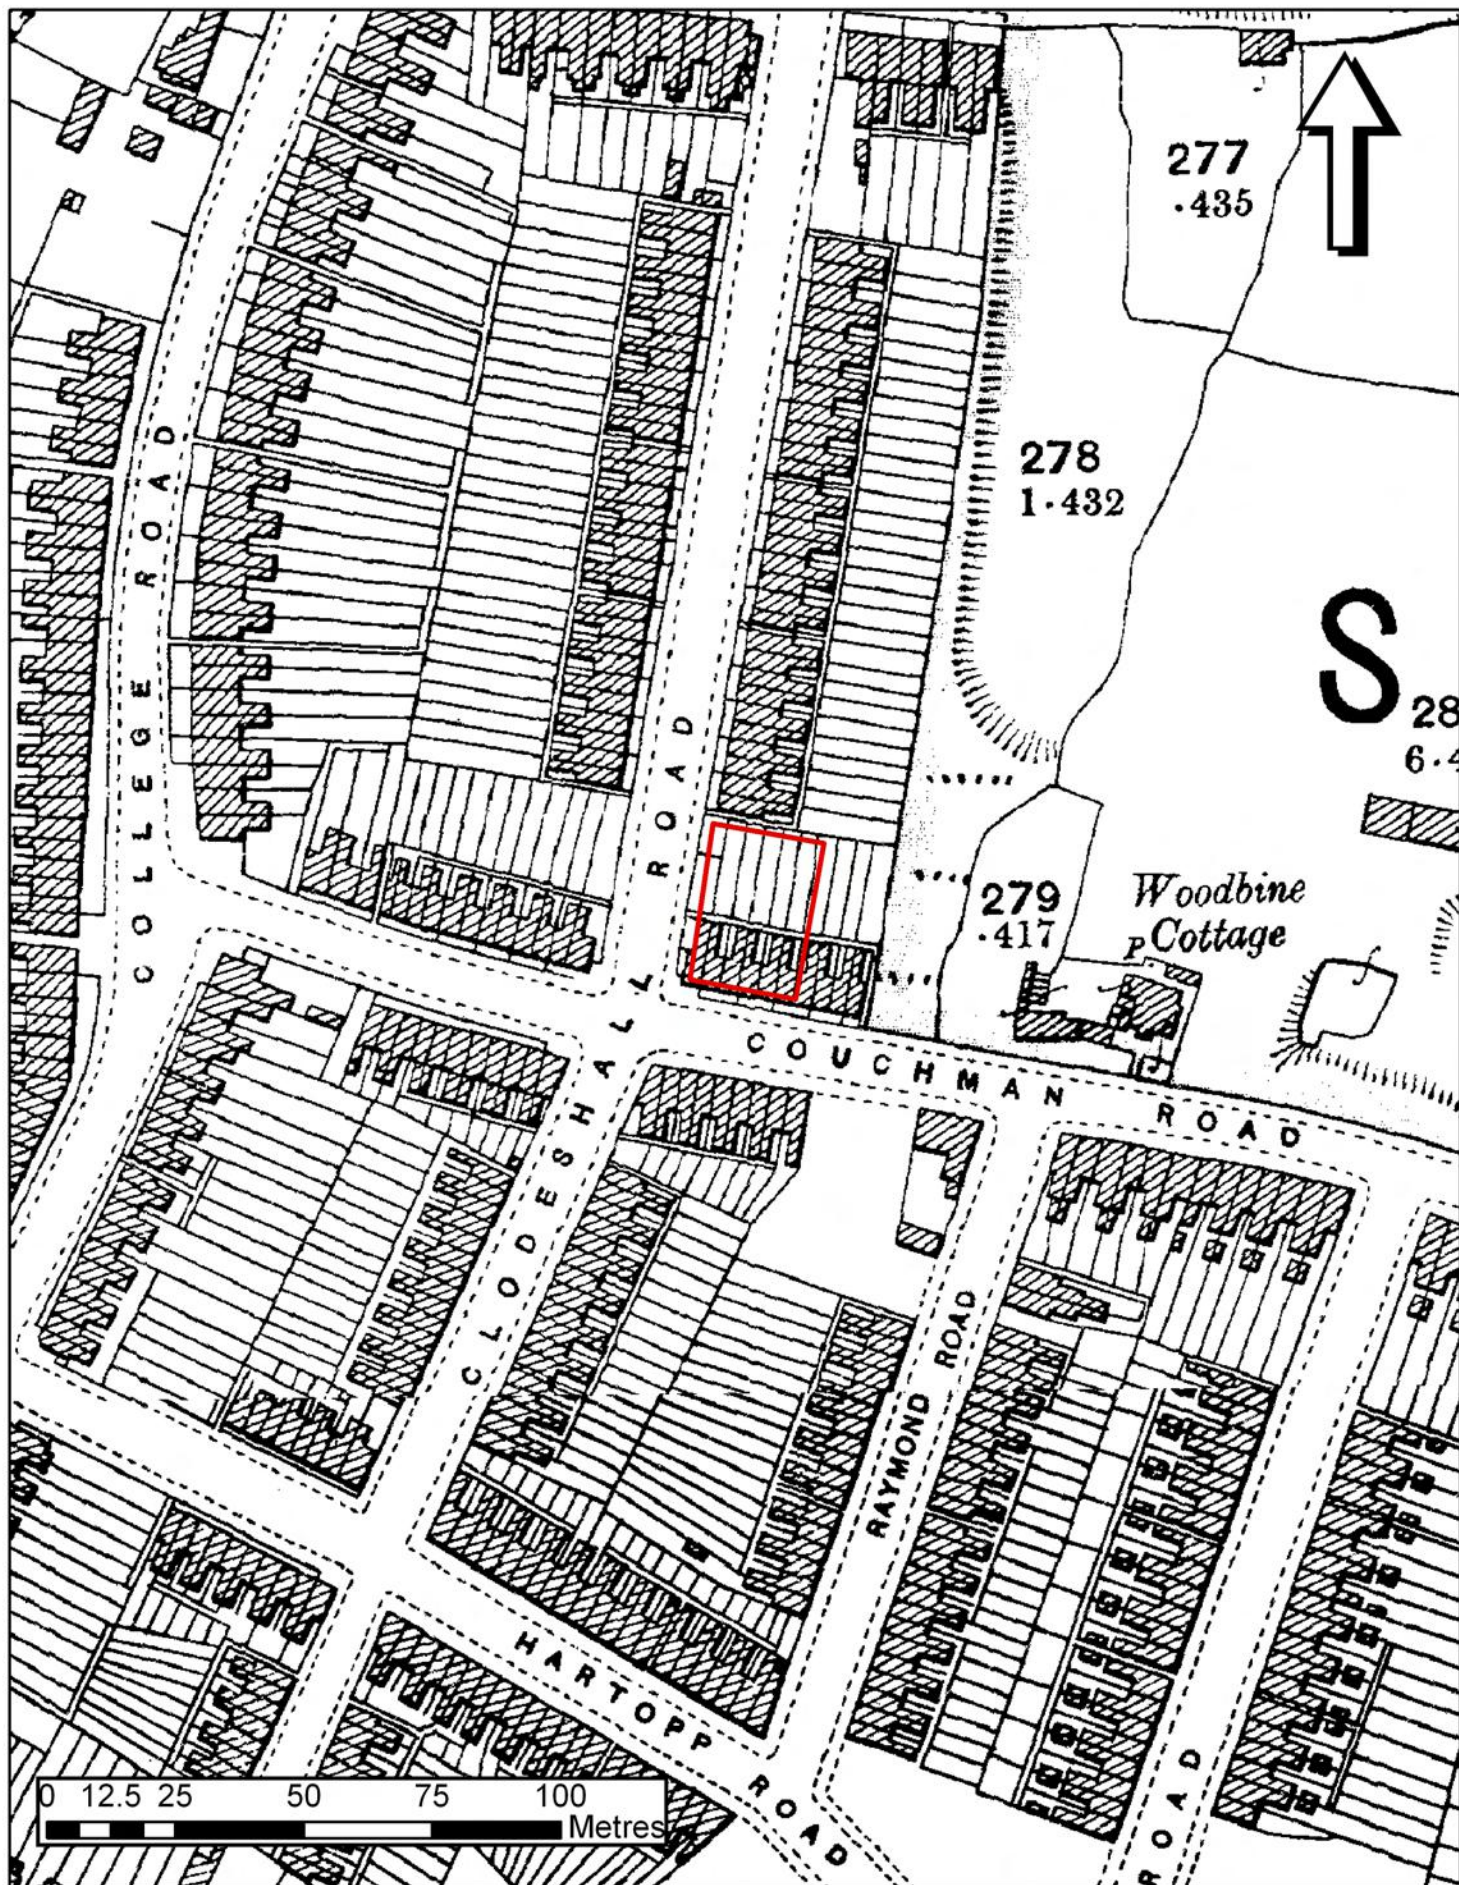 277
.435
278
1.432
S
28
6.4
279
.417
Woodbine
P Cottage
COLLEGE ROAD
CLODESHALL ROAD
COUCHMAN ROAD
RAYMOND ROAD
HARTOPP ROAD
ROAD
0 12.5 25 50 75 100
Metres